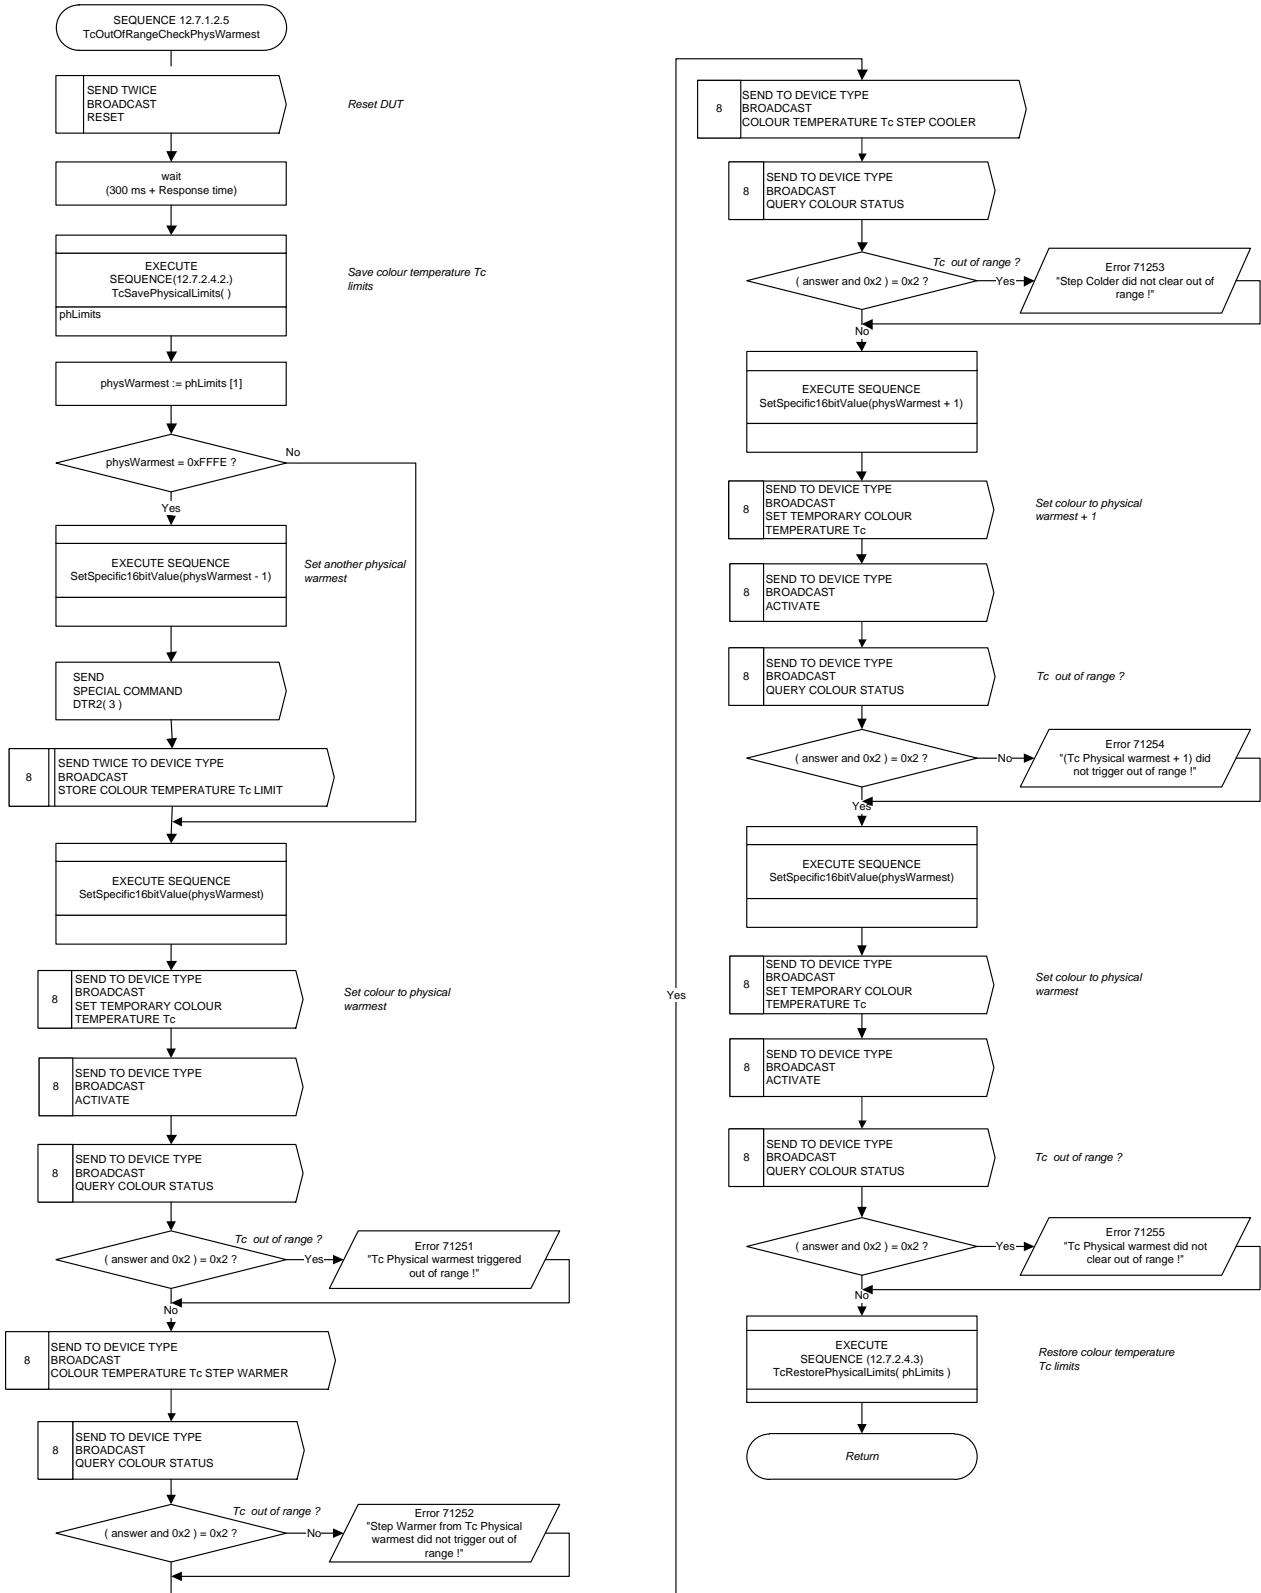 SEQUENCE 12.7.1.2.5
TcOutOfRangeCheckPhysWarmest
SEND TWICE
BROADCAST
RESET
Reset DUT
wait
(300 ms + Response time)
EXECUTE
SEQUENCE(12.7.2.4.2.)
TcSavePhysicalLimits( )
phLimits
Save colour temperature Tc
limits
physWarmest := phLimits [1]
physWarmest = 0xFFFE ?
No
Yes
EXECUTE SEQUENCE
SetSpecific16bitValue(physWarmest - 1)
Set another physical
warmest
SEND
SPECIAL COMMAND
DTR2( 3 )
8
SEND TWICE TO DEVICE TYPE
BROADCAST
STORE COLOUR TEMPERATURE Tc LIMIT
EXECUTE SEQUENCE
SetSpecific16bitValue(physWarmest)
8
SEND TO DEVICE TYPE
BROADCAST
SET TEMPORARY COLOUR
TEMPERATURE Tc
Set colour to physical
warmest
8
SEND TO DEVICE TYPE
BROADCAST
ACTIVATE
8
SEND TO DEVICE TYPE
BROADCAST
QUERY COLOUR STATUS
Tc out of range ?
( answer and 0x2 ) = 0x2 ?
Yes
Error 71251
"Tc Physical warmest triggered
out of range !"
No
8
SEND TO DEVICE TYPE
BROADCAST
COLOUR TEMPERATURE Tc STEP WARMER
8
SEND TO DEVICE TYPE
BROADCAST
QUERY COLOUR STATUS
Tc out of range ?
( answer and 0x2 ) = 0x2 ?
No
Error 71252
"Step Warmer from Tc Physical
warmest did not trigger out of
range !"
Yes
8
SEND TO DEVICE TYPE
BROADCAST
COLOUR TEMPERATURE Tc STEP COOLER
8
SEND TO DEVICE TYPE
BROADCAST
QUERY COLOUR STATUS
Tc out of range ?
( answer and 0x2 ) = 0x2 ?
Yes
Error 71253
"Step Colder did not clear out of
range !"
No
EXECUTE SEQUENCE
SetSpecific16bitValue(physWarmest + 1)
8
SEND TO DEVICE TYPE
BROADCAST
SET TEMPORARY COLOUR
TEMPERATURE Tc
Set colour to physical
warmest + 1
8
SEND TO DEVICE TYPE
BROADCAST
ACTIVATE
8
SEND TO DEVICE TYPE
BROADCAST
QUERY COLOUR STATUS
Tc out of range ?
( answer and 0x2 ) = 0x2 ?
No
Error 71254
"(Tc Physical warmest + 1) did
not trigger out of range !"
Yes
EXECUTE SEQUENCE
SetSpecific16bitValue(physWarmest)
8
SEND TO DEVICE TYPE
BROADCAST
SET TEMPORARY COLOUR
TEMPERATURE Tc
Set colour to physical
warmest
8
SEND TO DEVICE TYPE
BROADCAST
ACTIVATE
8
SEND TO DEVICE TYPE
BROADCAST
QUERY COLOUR STATUS
Tc out of range ?
( answer and 0x2 ) = 0x2 ?
Yes
Error 71255
"Tc Physical warmest did not
clear out of range !"
No
EXECUTE
SEQUENCE (12.7.2.4.3)
TcRestorePhysicalLimits( phLimits )
Restore colour temperature
Tc limits
Return